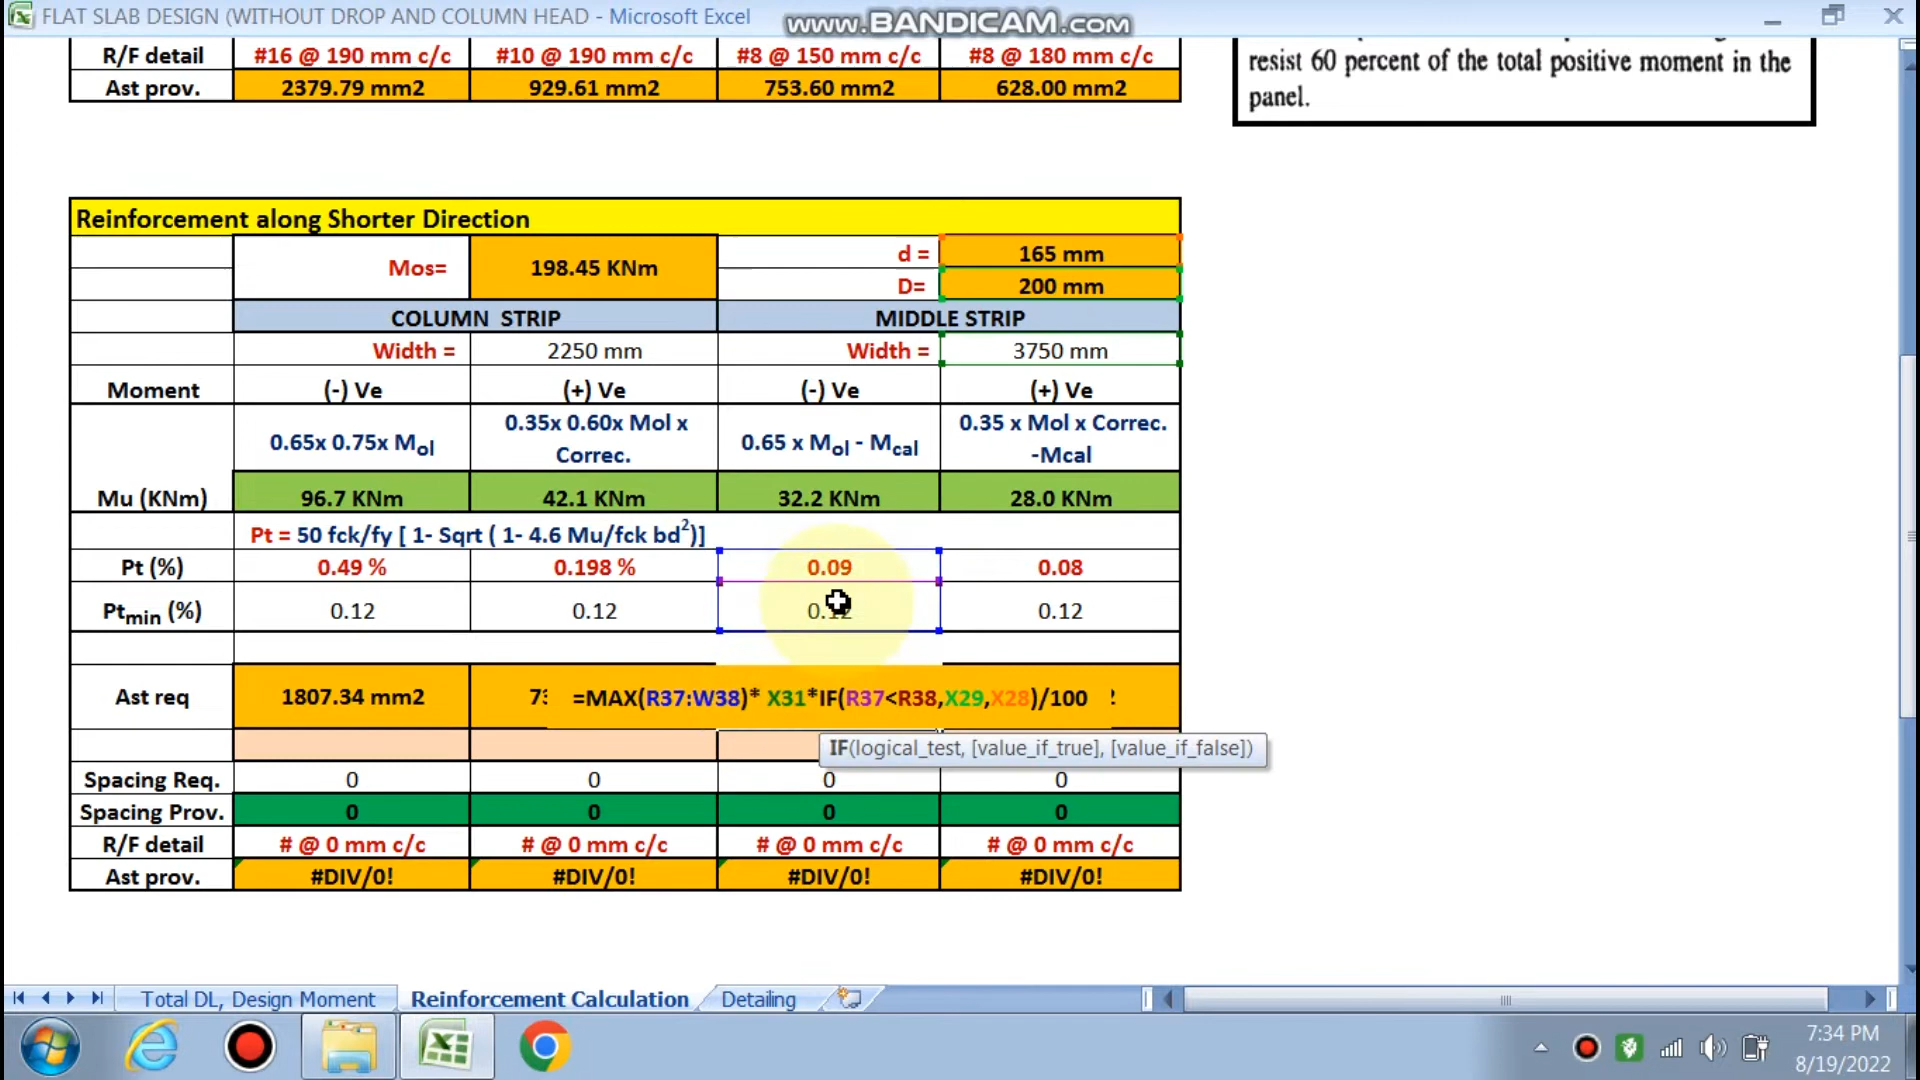 FLAT SLAB DESIGN (WITHOUT DROP AND COLUMN HEAD - Microsoft Excel
www.BANDICAM.com
R/F detail #16 @ 190 mm c/c #10 @ 190 mm c/c #8 @ 150 mm c/c #8 @ 180 mm c/c
Ast prov. 2379.79 mm2 929.61 mm2 753.60 mm2 628.00 mm2
resist 60 percent of the total positive moment in the
panel.
Reinforcement along Shorter Direction
Mos= 198.45 KNm d = 165 mm
D= 200 mm
COLUMN STRIP MIDDLE STRIP
Width = 2250 mm Width = 3750 mm
Moment (-) Ve (+) Ve (-) Ve (+) Ve
0.65x 0.75x Mol 0.35x 0.60x Mol x Correc. 0.65 x Mol - Mcal 0.35 x Mol x Correc. -Mcal
Mu (KNm) 96.7 KNm 42.1 KNm 32.2 KNm 28.0 KNm
Pt = 50 fck/fy [ 1- Sqrt ( 1- 4.6 Mu/fck bd2)]
Pt (%) 0.49 % 0.198 % 0.09 0.08
Ptmin (%) 0.12 0.12 0.12 0.12
Ast req 1807.34 mm2 =MAX(R37:W38)* X31*IF(R37<R38,X29,X28)/100
IF(logical_test, [value_if_true], [value_if_false])
Spacing Req. 0 0 0 0
Spacing Prov. 0 0 0 0
R/F detail # @ 0 mm c/c # @ 0 mm c/c # @ 0 mm c/c # @ 0 mm c/c
Ast prov. #DIV/0! #DIV/0! #DIV/0! #DIV/0!
Total DL, Design Moment Reinforcement Calculation Detailing
7:34 PM
8/19/2022